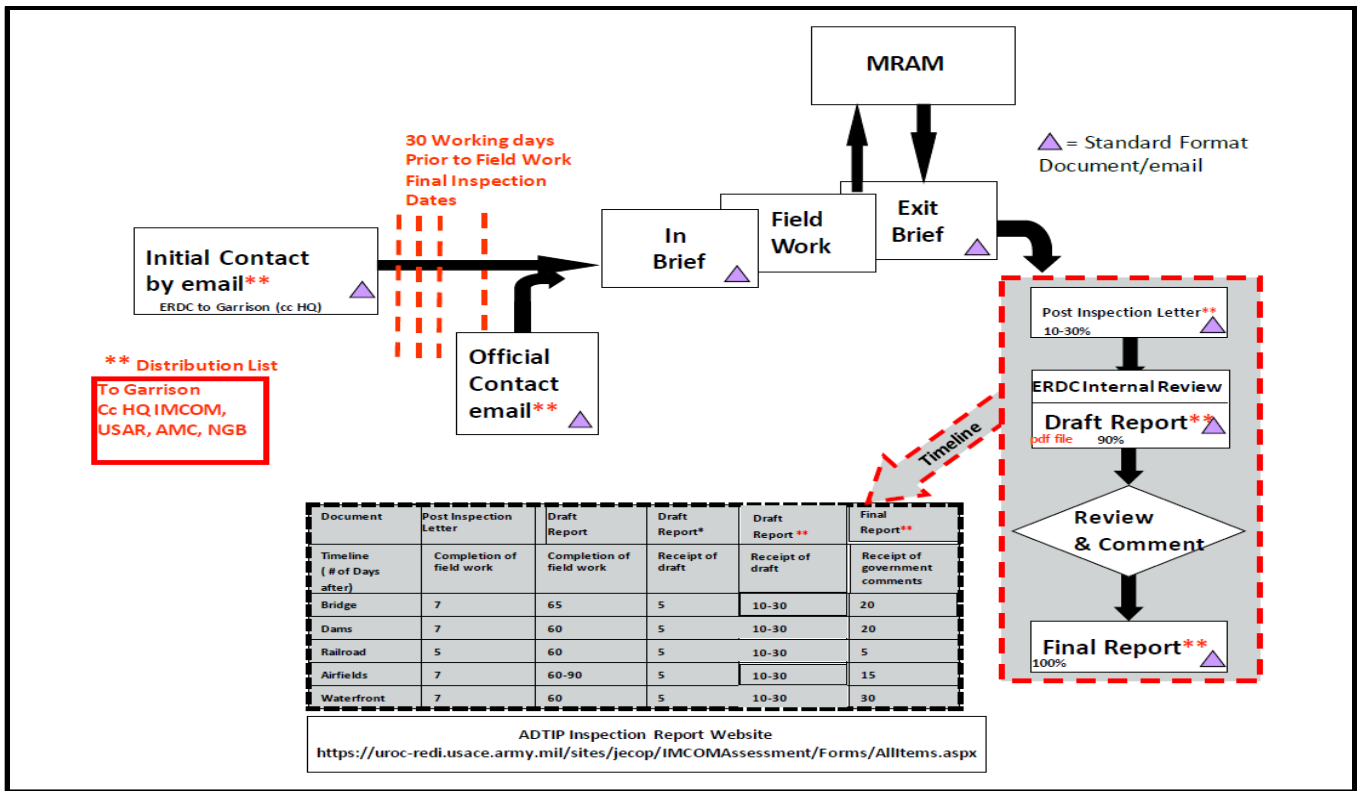 MRAM
30 Working days
Prior to Field Work
Final Inspection
Dates
= Standard Format
Document/email
Initial Contact
by email**
ERDC to Garrison (cc HQ)
In
Brief
Field
Work
Exit
Brief
Official
Contact
email**
** Distribution List
To Garrison
Cc HQ IMCOM,
USAR, AMC, NGB
Post Inspection Letter**
10-30%
ERDC Internal Review
Draft Report**
pdf file 90%
Review
& Comment
Final Report**
100%
Timeline
Document Post Inspection Letter Draft Report Draft Report* Draft Report ** Final Report**
Timeline ( # of Days after) Completion of field work Completion of field work Receipt of draft Receipt of draft Receipt of government comments
Bridge 7 65 5 10-30 20
Dams 7 60 5 10-30 20
Railroad 5 60 5 10-30 5
Airfields 7 60-90 5 10-30 15
Waterfront 7 60 5 10-30 30
ADTIP Inspection Report Website
https://uroc-redi.usace.army.mil/sites/jecop/IMCOMAssessment/Forms/AllItems.aspx